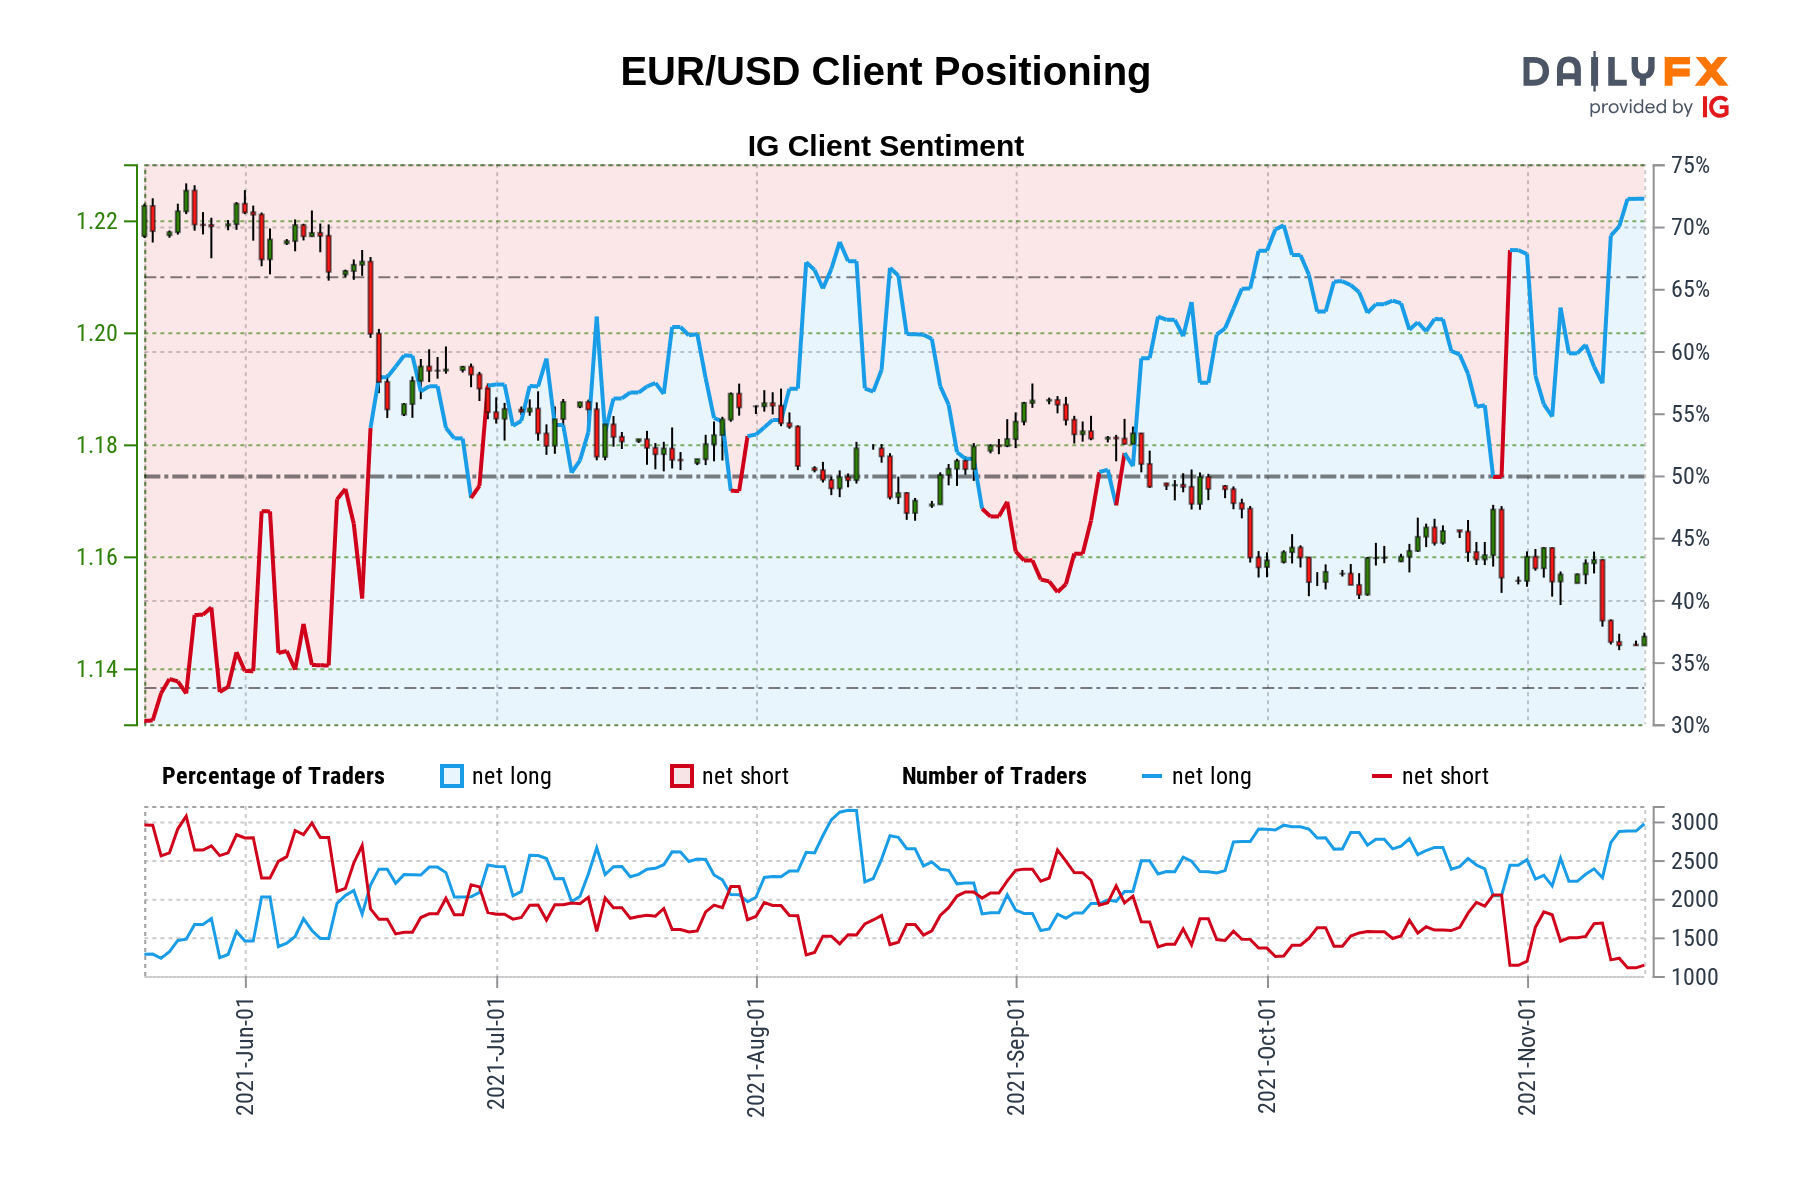 EUR/USD Client Positioning
DAILYFX
provided by IG
IG Client Sentiment
75%
1.22
70%
65%
1.20
60%
55%
1.18
50%
45%
1.16
40%
35%
1.14
30%
Percentage of Traders net long net short Number of Traders net long net short
3000
2500
2000
1500
1000
2021-Jun-01
2021-Jul-01
2021-Aug-01
2021-Sep-01
2021-Oct-01
2021-Nov-01